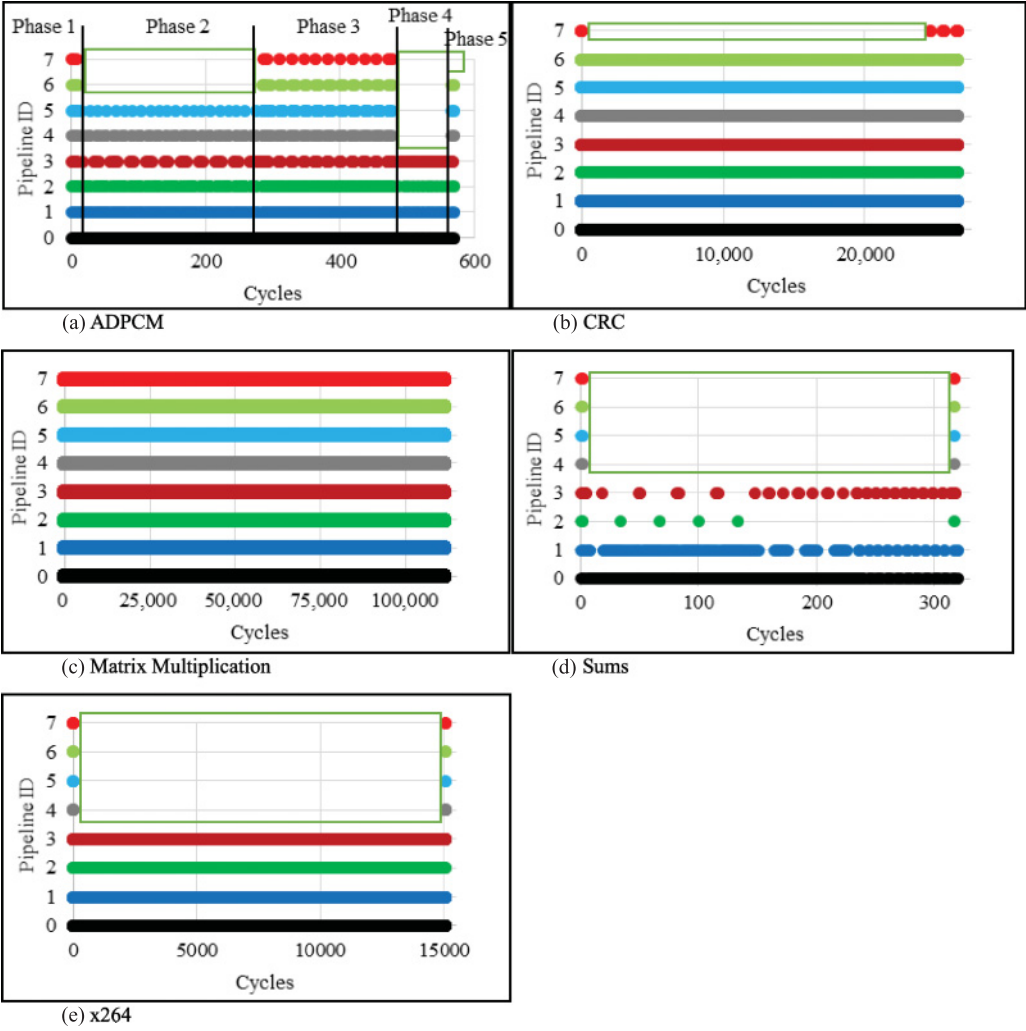 Phase 1 Phase 2 Phase 3 Phase 4
Phase 5
7
6
5
4
3
2
1
0
Pipeline ID
0 200 400 600
Cycles
(a) ADPCM
7
6
5
4
3
2
1
0
Pipeline ID
0 10,000 20,000
Cycles
(b) CRC
7
6
5
4
3
2
1
0
Pipeline ID
0 25,000 50,000 75,000 100,000
Cycles
(c) Matrix Multiplication
7
6
5
4
3
2
1
0
Pipeline ID
0 100 200 300
Cycles
(d) Sums
7
6
5
4
3
2
1
0
Pipeline ID
0 5000 10000 15000
Cycles
(e) x264